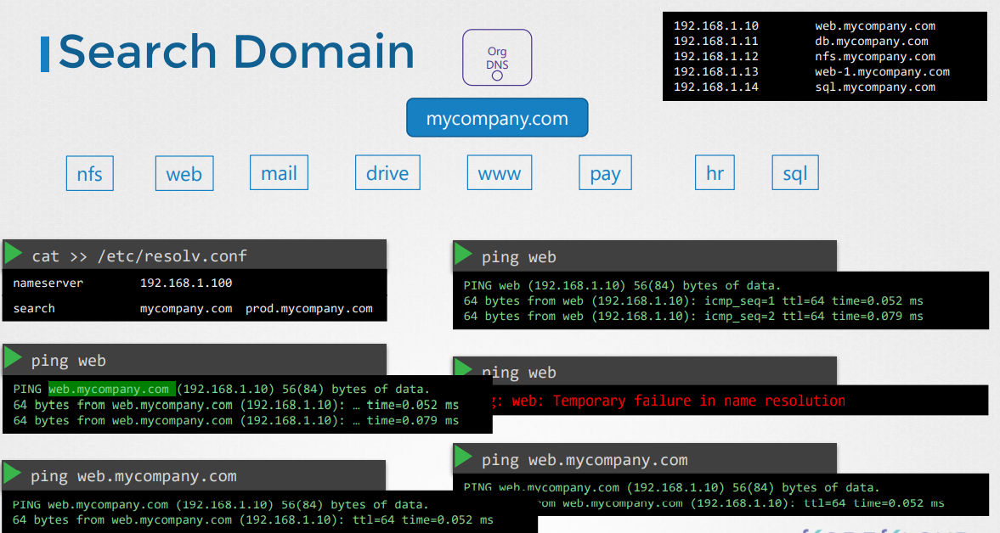 Search Domain
Org
DNS
192.168.1.10 web.mycompany.com
192.168.1.11 db.mycompany.com
192.168.1.12 nfs.mycompany.com
192.168.1.13 web-1.mycompany.com
192.168.1.14 sql.mycompany.com
mycompany.com
nfs web mail drive www pay hr sql
cat >> /etc/resolv.conf
nameserver 192.168.1.100
search mycompany.com prod.mycompany.com
ping web
PING web (192.168.1.10) 56(84) bytes of data.
64 bytes from web (192.168.1.10): icmp_seq=1 ttl=64 time=0.052 ms
64 bytes from web (192.168.1.10): icmp_seq=2 ttl=64 time=0.079 ms
ping web
PING web.mycompany.com (192.168.1.10) 56(84) bytes of data.
64 bytes from web.mycompany.com (192.168.1.10): … time=0.052 ms
64 bytes from web.mycompany.com (192.168.1.10): … time=0.079 ms
ping web
web: Temporary failure in name resolution
ping web.mycompany.com
PING web.mycompany.com (192.168.1.10) 56(84) bytes of data.
64 bytes from web.mycompany.com (192.168.1.10): ttl=64 time=0.052 ms
ping web.mycompany.com
PING web.mycompany.com (192.168.1.10) 56(84) bytes of data.
web.mycompany.com (192.168.1.10): ttl=64 time=0.052 ms